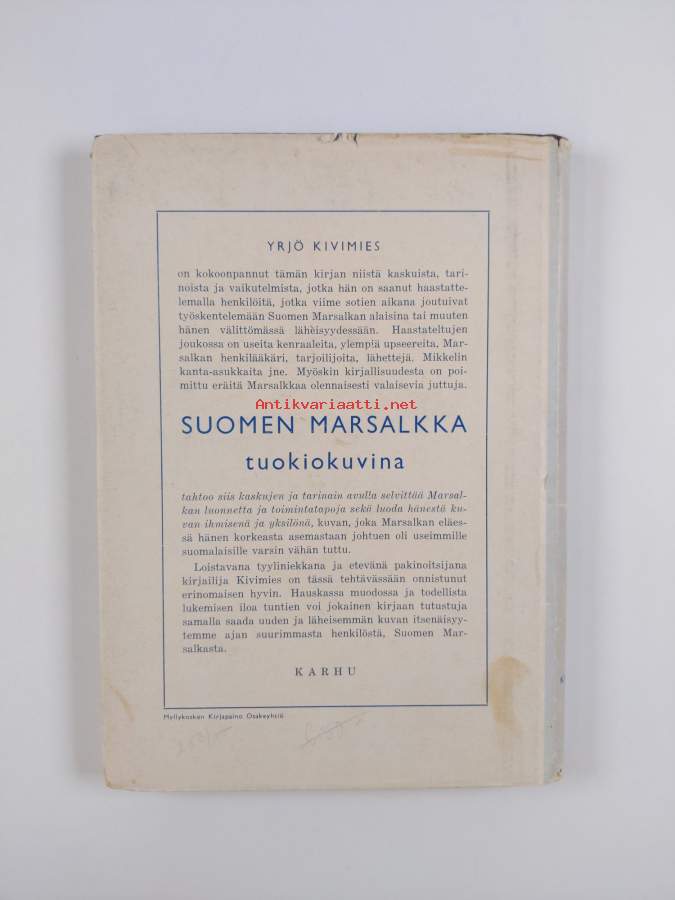 YRJÖ KIVIMIES
on kokoonpannut tämän kirjan niistä kaskuista, tari-
noista ja vaikutelmista, jotka hän on saanut haastatte-
lemalla henkilöitä, jotka viime sotien aikana joutuivat
työskentelemään Suomen Marsalkan alaisina tai muuten
hänen välittömässä läheisyydessään. Haastateltujen
joukossa on useita kenraaleita, ylempiä upseereita, Mar-
salkan henkilääkäri, tarjoilijoita, lähettejä. Mikkelin
kanta-asukkaita jne. Myöskin kirjallisuudesta on poi-
mittu eräitä Marsalkkaa olennaisesti valaisevia juttuja.
Antikvariaatti.net
SUOMEN MARSALKKA
tuokiokuvina
tahtoo siis kaskujen ja tarinain avulla selvittää Marsal-
kan luonnetta ja toimintatapoja sekä luoda hänestä ku-
van ihmisenä ja yksilönä, kuvan, joka Marsalkan eläes-
sä hänen korkeasta asemastaan johtuen oli useimmille
suomalaisille varsin vähän tuttu.
Loistavana tyyliniekkana ja etevänä pakinoitsijana
kirjailija Kivimies on tässä tehtävässään onnistunut
erinomaisen hyvin. Hauskassa muodossa ja todellista
lukemisen iloa tuntien voi jokainen kirjaan tutustuja
samalla saada uuden ja läheisemmän kuvan itsenäisyy-
temme ajan suurimmasta henkilöstä, Suomen Mar-
salkasta.
KARHU
Myllykosken Kirjapaino Osakeyhtiö